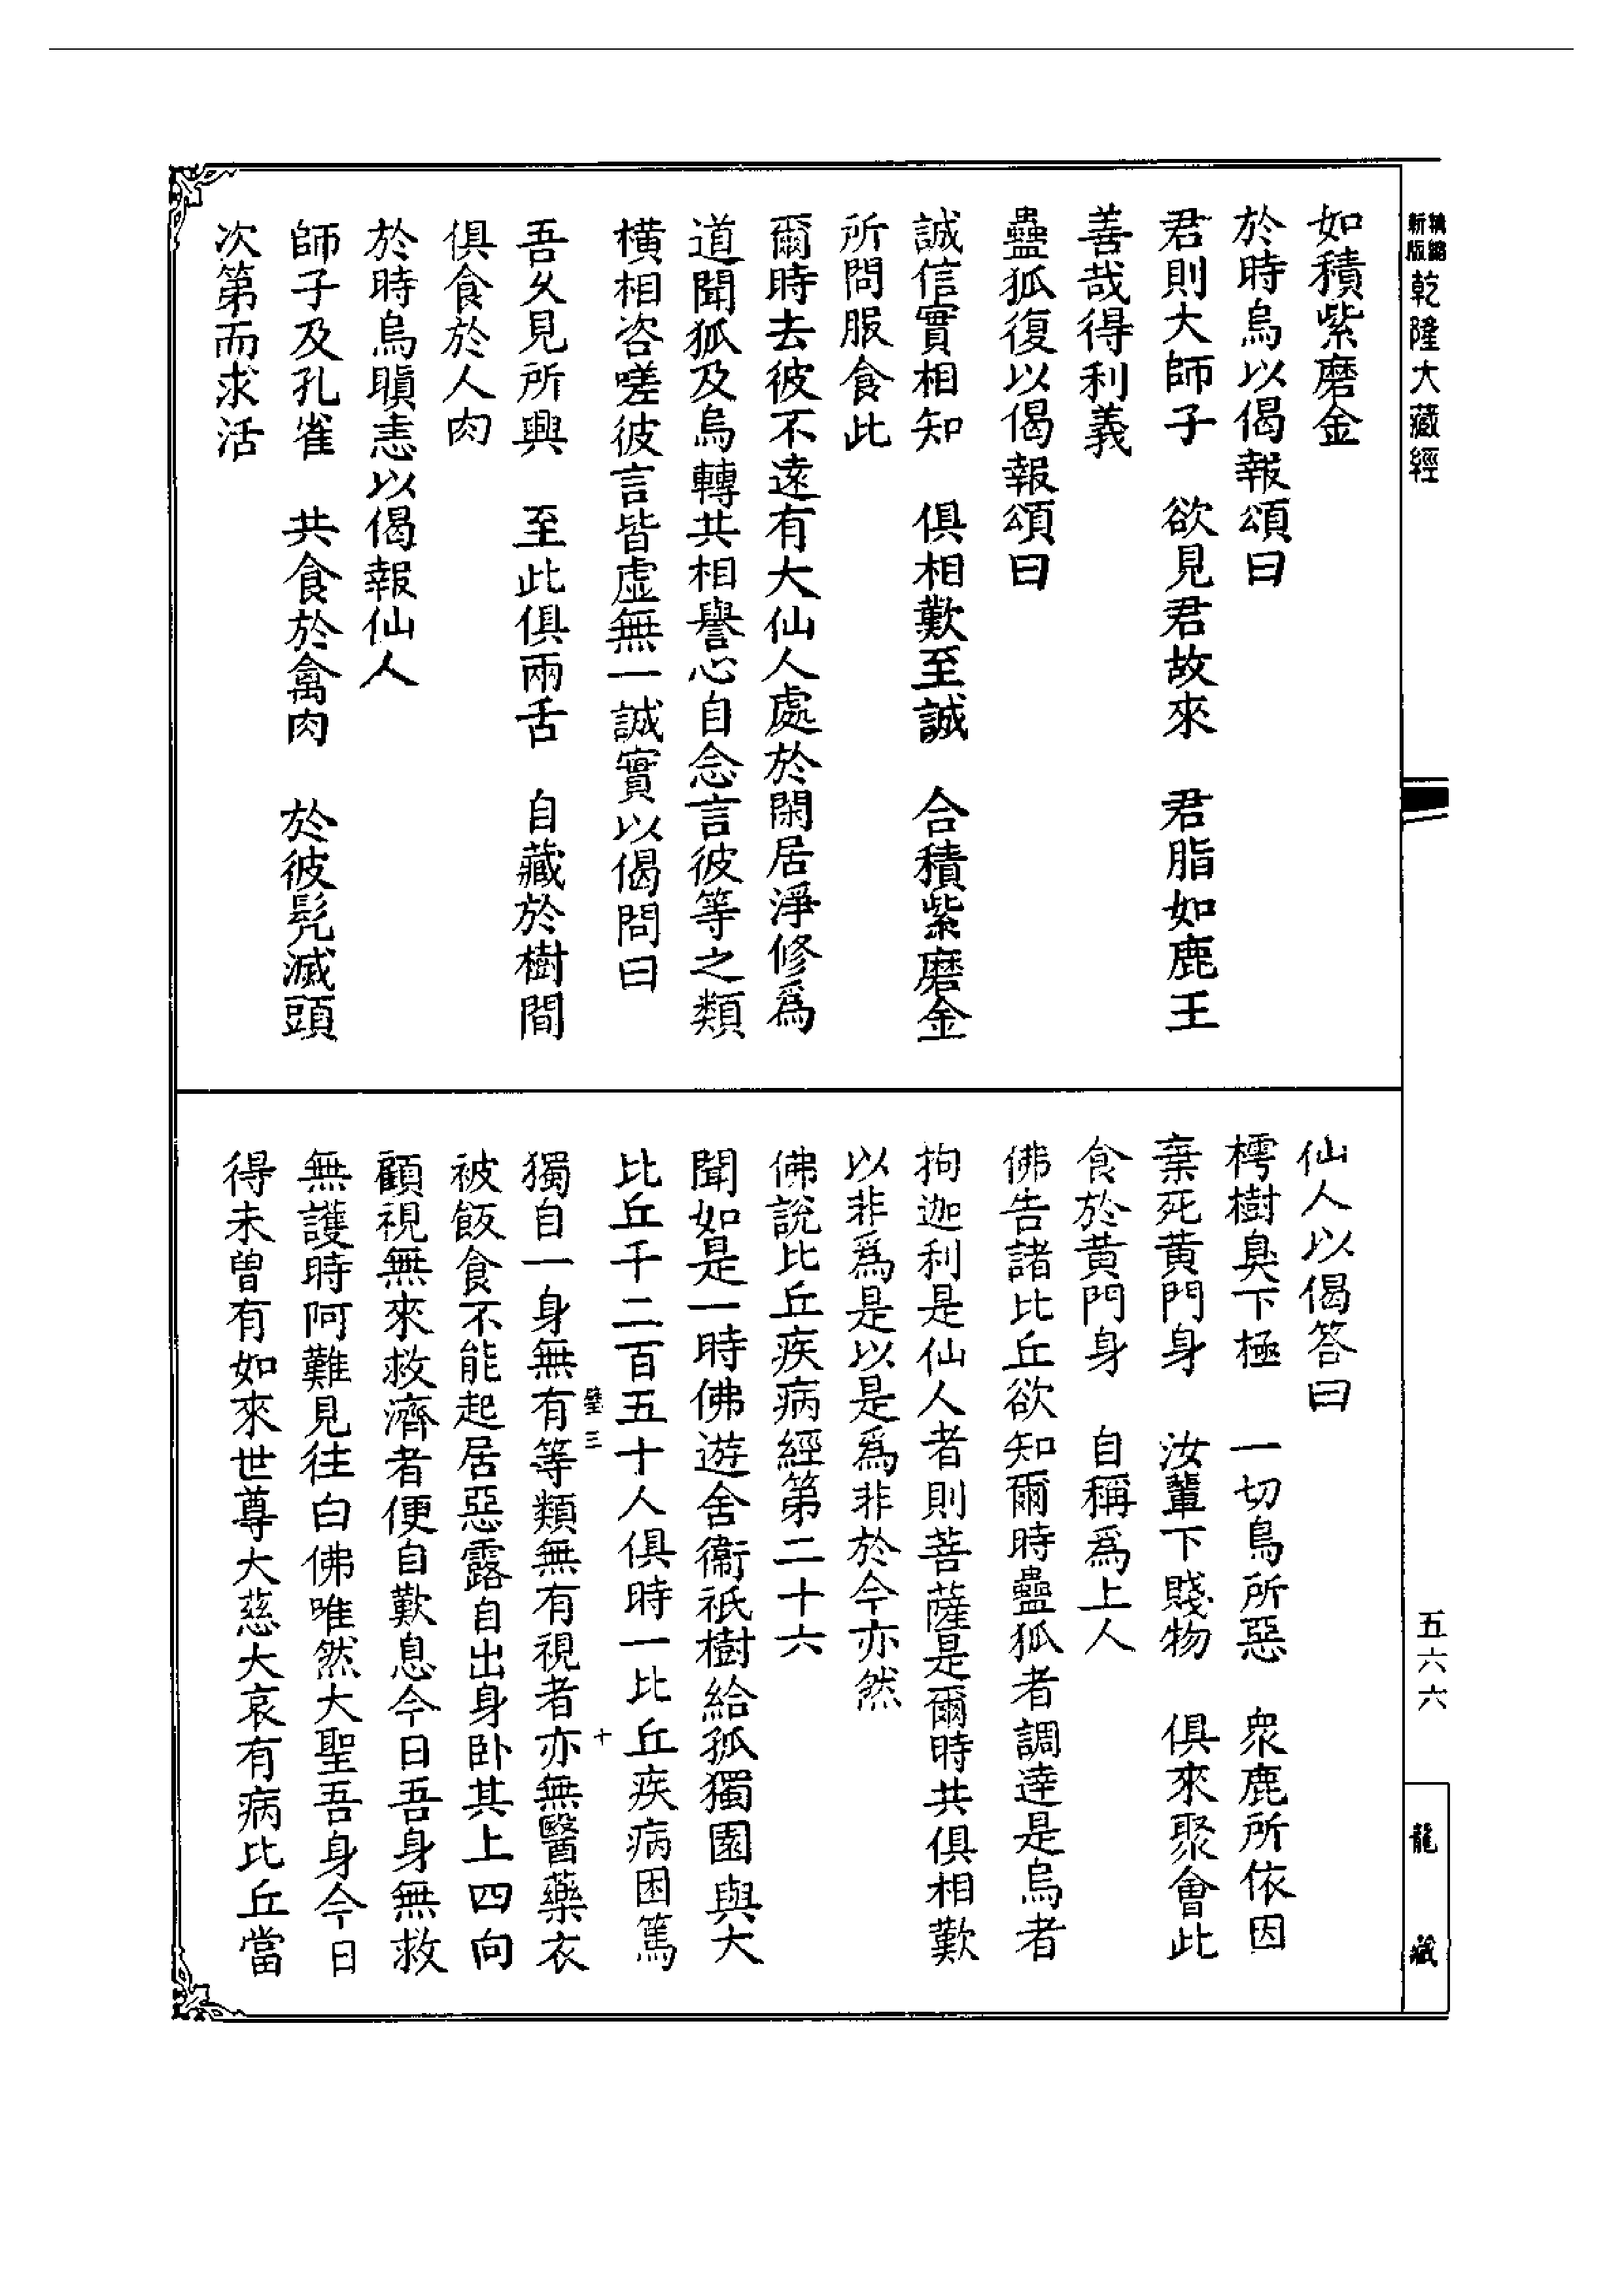 精縮新版乾隆大藏經
如積紫磨金
於時烏以偈報頌曰
君則大師子　欲見君故來　君脂如鹿王
善哉得利義
蠱狐復以偈報頌曰
誠信實相知　俱相歎至誠　合積紫磨金
所問服食此
爾時去彼不遠有大仙人處於閑居淨修爲
道聞狐及烏轉共相譽心自念言彼等之類
橫相咨嗟彼言皆虛無一誠實以偈問曰
吾久見所興　至此俱兩舌　自藏於樹間
俱食於人肉
於時烏瞋恚以偈報仙人
師子及孔雀　共食於禽肉　於彼髠滅頭
次第而求活
仙人以偈答曰
樗樹臭下極　一切鳥所惡　衆鹿所依因
棄死黃門身　汝輩下賤物　俱來聚會此
食於黃門身　自稱爲上人
佛告諸比丘欲知爾時蠱狐者調達是烏者
拘迦利是仙人者則菩薩是爾時共俱相歎
以非爲是以是爲非於今亦然
佛說比丘疾病經第二十六
聞如是一時佛遊舍衞祇樹給孤獨園與大
比丘千二百五十人俱時一比丘疾病困篤
璧三　十
獨自一身無有等類無有視者亦無醫藥衣
被飯食不能起居惡露自出身卧其上四向
顧視無來救濟者便自歎息今日吾身無救
無護時阿難見往白佛唯然大聖吾身今日
得未曾有如來世尊大慈大哀有病比丘當
五六六
龍藏